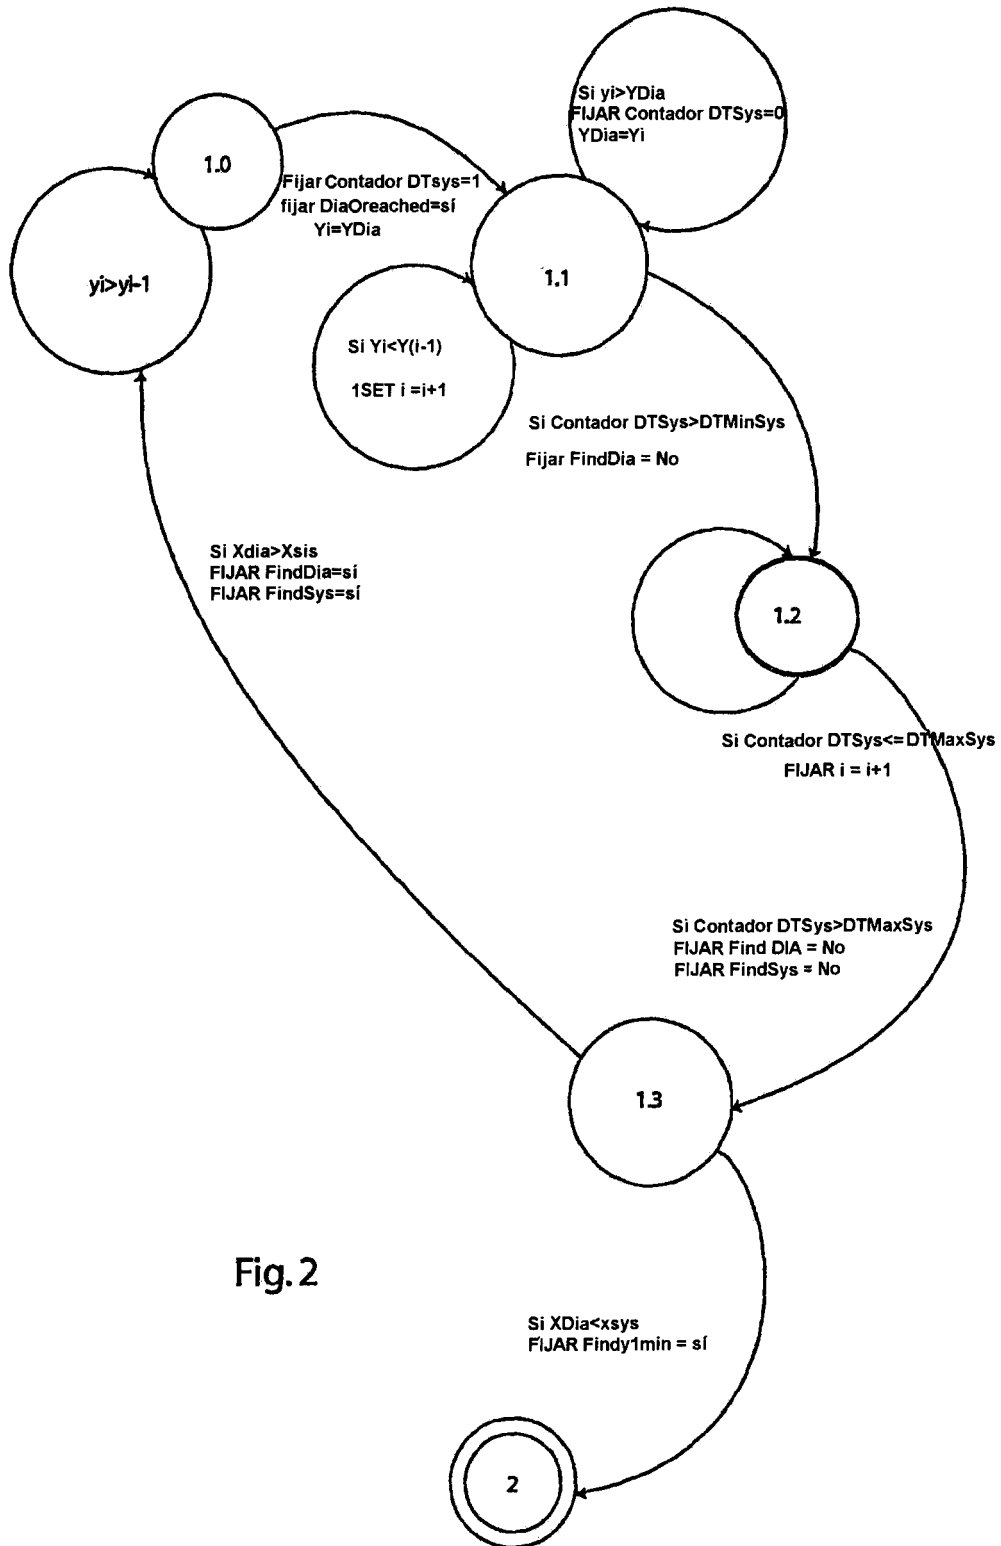 Si yi>YDia
FIJAR Contador DTSys=0
YDia=Yi
1.0
Fijar Contador DTsys=1
fijar DiaOreached=sí
Yi=YDia
yi>yi-1
1.1
Si Yi<Y(i-1)
1SET i =i+1
Si Contador DTSys>DTMinSys
Fijar FindDia = No
Si Xdia>Xsis
FIJAR FindDia=sí
FIJAR FindSys=sí
1.2
Si Contador DTSys<=DTMaxSys
FIJAR i = i+1
Si Contador DTSys>DTMaxSys
FIJAR Find DIA = No
FIJAR FindSys = No
1.3
Fig. 2
Si XDia<xsys
FIJAR Findy1min = sí
2